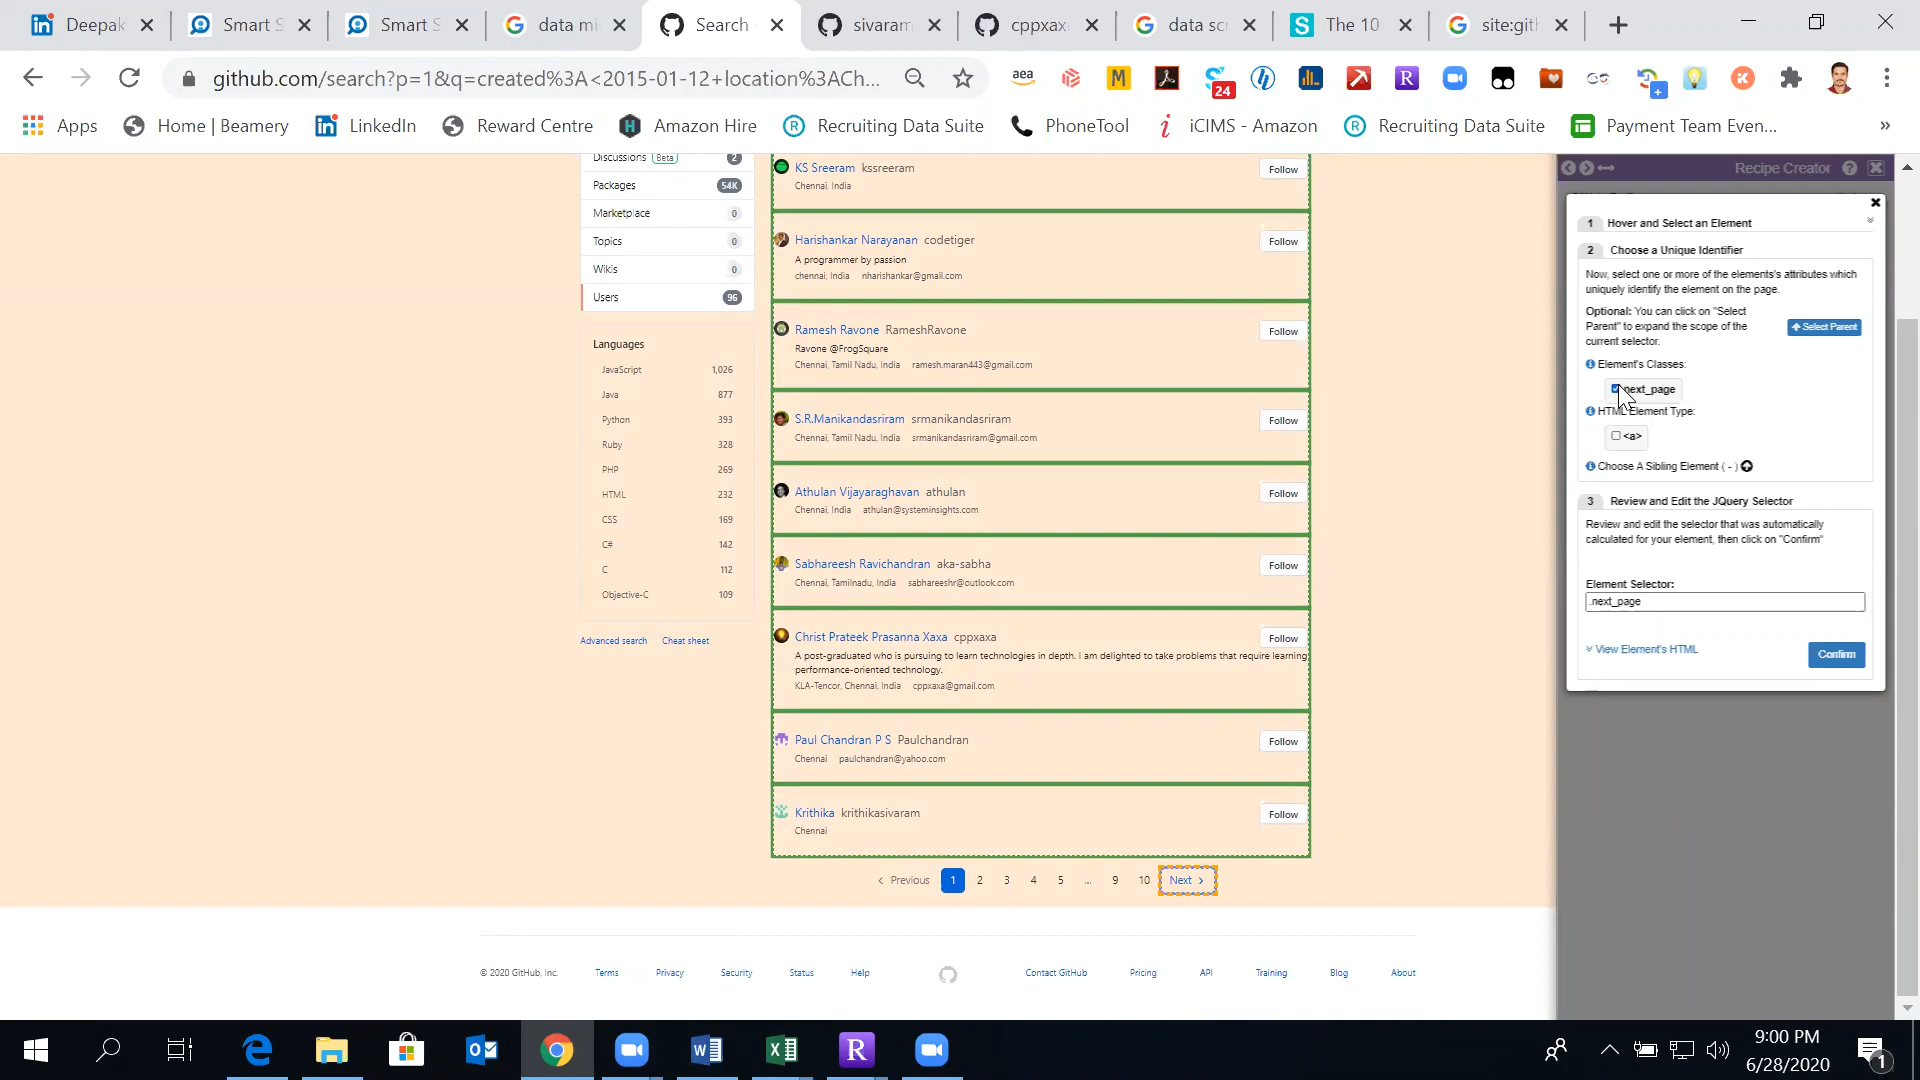 Deepak
Smart S
Smart S
data mi
Search
sivaram
cppxax
data scr
The 10
site:gitl
github.com/search?p=1&q=created%3A<2015-01-12+location%3ACh...
aea
M
24
R
K
Apps
Home | Beamery
LinkedIn
Reward Centre
Amazon Hire
Recruiting Data Suite
PhoneTool
iCIMS - Amazon
Recruiting Data Suite
Payment Team Even...
»
Discussions Beta 2
Packages 54K
Marketplace 0
Topics 0
Wikis 0
Users 96
Languages
JavaScript 1,026
Java 877
Python 393
Ruby 328
PHP 269
HTML 232
CSS 169
C# 142
C 112
Objective-C 109
Advanced search Cheat sheet
KS Sreeram kssreeram Follow
Chennai, India
Harishankar Narayanan codetiger Follow
A programmer by passion
chennai, India nharishankar@gmail.com
Ramesh Ravone RameshRavone Follow
Ravone @FrogSquare
Chennai, Tamil Nadu, India ramesh.maran443@gmail.com
S.R.Manikandasriram srmanikandasriram Follow
Chennai, Tamil Nadu, India srmanikandasriram@gmail.com
Athulan Vijayaraghavan athulan Follow
Chennai, India athulan@systeminsights.com
Sabhareesh Ravichandran aka-sabha Follow
Chennai, Tamilnadu, India sabhareeshr@outlook.com
Christ Prateek Prasanna Xaxa cppxaxa Follow
A post-graduated who is pursuing to learn technologies in depth. I am delighted to take problems that require learning
performance-oriented technology.
KLA-Tencor, Chennai, India cppxaxa@gmail.com
Paul Chandran P S Paulchandran Follow
Chennai paulchandran@yahoo.com
Krithika krithikasivaram Follow
Chennai
< Previous 1 2 3 4 5 ... 9 10 Next >
© 2020 GitHub, Inc. Terms Privacy Security Status Help Contact GitHub Pricing API Training Blog About
Recipe Creator
1 Hover and Select an Element
2 Choose a Unique Identifier
Now, select one or more of the elements's attributes which
uniquely identify the element on the page.
Optional: You can click on "Select
Parent" to expand the scope of the
current selector.
Select Parent
Element's Classes:
next_page
HTML Element Type:
<a>
Choose A Sibling Element ( - )
3 Review and Edit the JQuery Selector
Review and edit the selector that was automatically
calculated for your element, then click on "Confirm"
Element Selector:
.next_page
View Element's HTML
Confirm
9:00 PM
6/28/2020
1